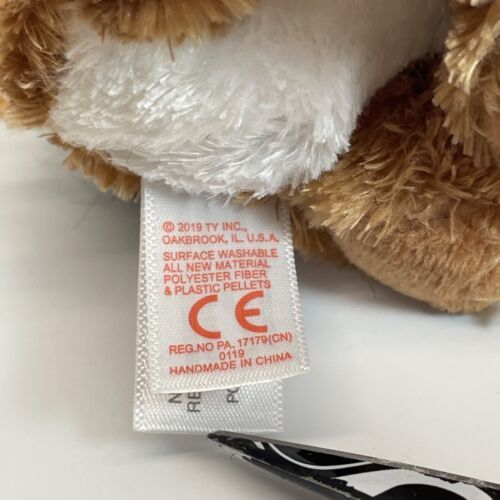 © 2019 TY INC.,
OAKBROOK, IL. U.S.A.
SURFACE WASHABLE
ALL NEW MATERIAL
POLYESTER FIBER
& PLASTIC PELLETS
CE
REG.NO PA. 17179(CN)
0119
HANDMADE IN CHINA